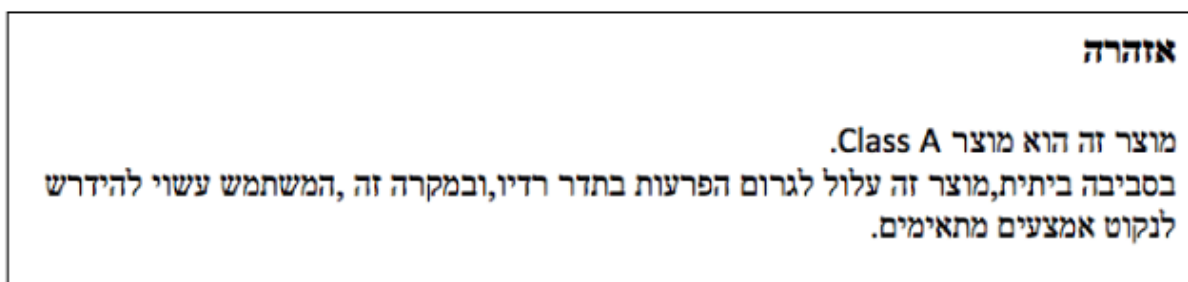 אזהרה
מוצר זה הוא מוצר Class A.
בסביבה ביתית,מוצר זה עלול לגרום הפרעות בתדר רדיו,ובמקרה זה ,המשתמש עשוי להידרש
לנקוט אמצעים מתאימים.